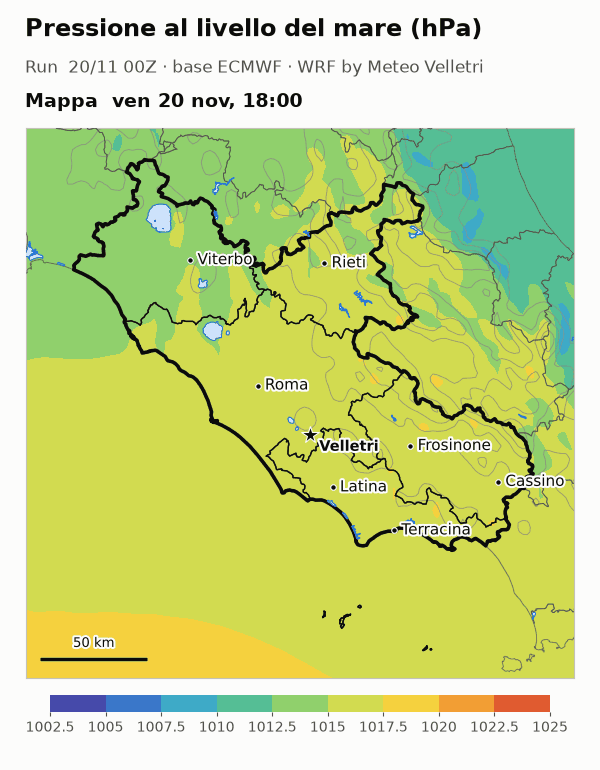 Pressione al livello del mare (hPa)
Run  20/11 00Z · base ECMWF · WRF by Meteo Velletri
Mappa  ven 20 nov, 18:00
Viterbo
Rieti
Roma
Velletri
Frosinone
Cassino
Latina
Terracina
50 km
1002.5 1005 1007.5 1010 1012.5 1015 1017.5 1020 1022.5 1025